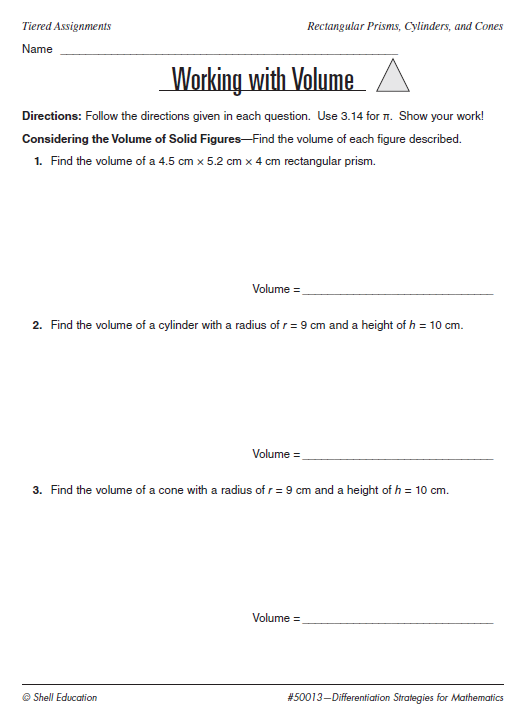 Tiered Assignments
Rectangular Prisms, Cylinders, and Cones
Name
Working with Volume
Directions: Follow the directions given in each question. Use 3.14 for π. Show your work!
Considering the Volume of Solid Figures—Find the volume of each figure described.
1. Find the volume of a 4.5 cm × 5.2 cm × 4 cm rectangular prism.
Volume =
2. Find the volume of a cylinder with a radius of r = 9 cm and a height of h = 10 cm.
Volume =
3. Find the volume of a cone with a radius of r = 9 cm and a height of h = 10 cm.
Volume =
© Shell Education
#50013—Differentiation Strategies for Mathematics